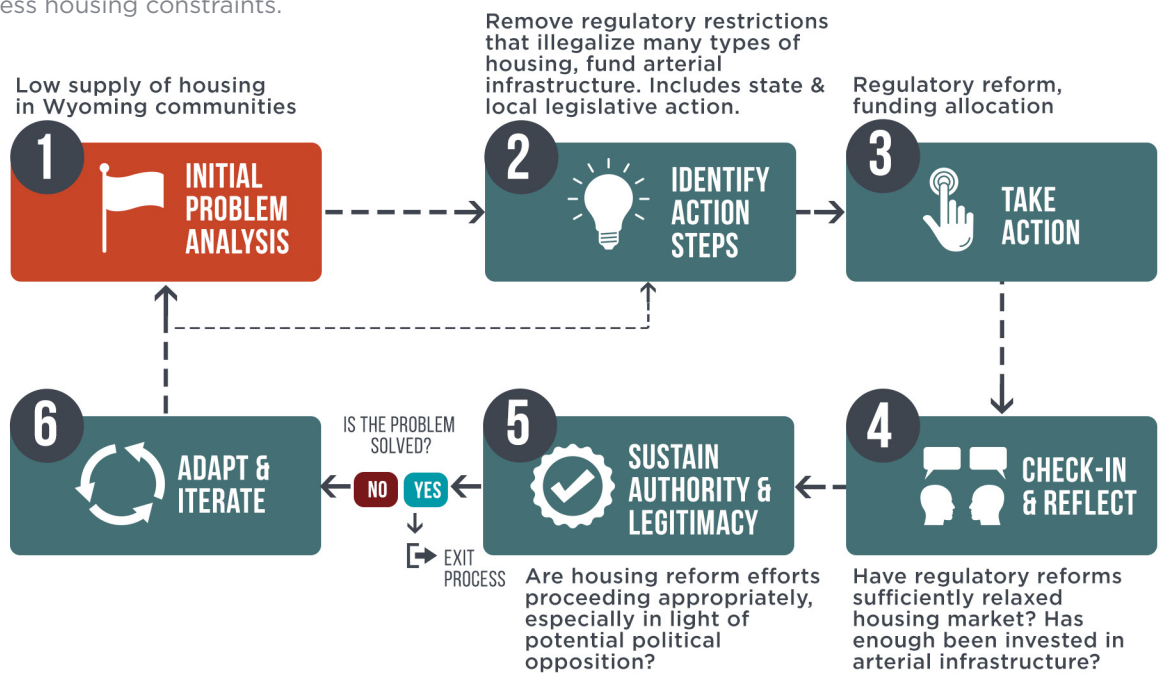 ess housing constraints.
Low supply of housing
in Wyoming communities
1
INITIAL
PROBLEM
ANALYSIS
Remove regulatory restrictions
that illegalize many types of
housing, fund arterial
infrastructure. Includes state &
local legislative action.
2
IDENTIFY
ACTION
STEPS
Regulatory reform,
funding allocation
3
TAKE
ACTION
4
CHECK-IN
& REFLECT
Have regulatory reforms
sufficiently relaxed
housing market? Has
enough been invested in
arterial infrastructure?
5
SUSTAIN
AUTHORITY &
LEGITIMACY
Are housing reform efforts
proceeding appropriately,
especially in light of
potential political
opposition?
IS THE PROBLEM
SOLVED?
NO YES
EXIT
PROCESS
6
ADAPT &
ITERATE